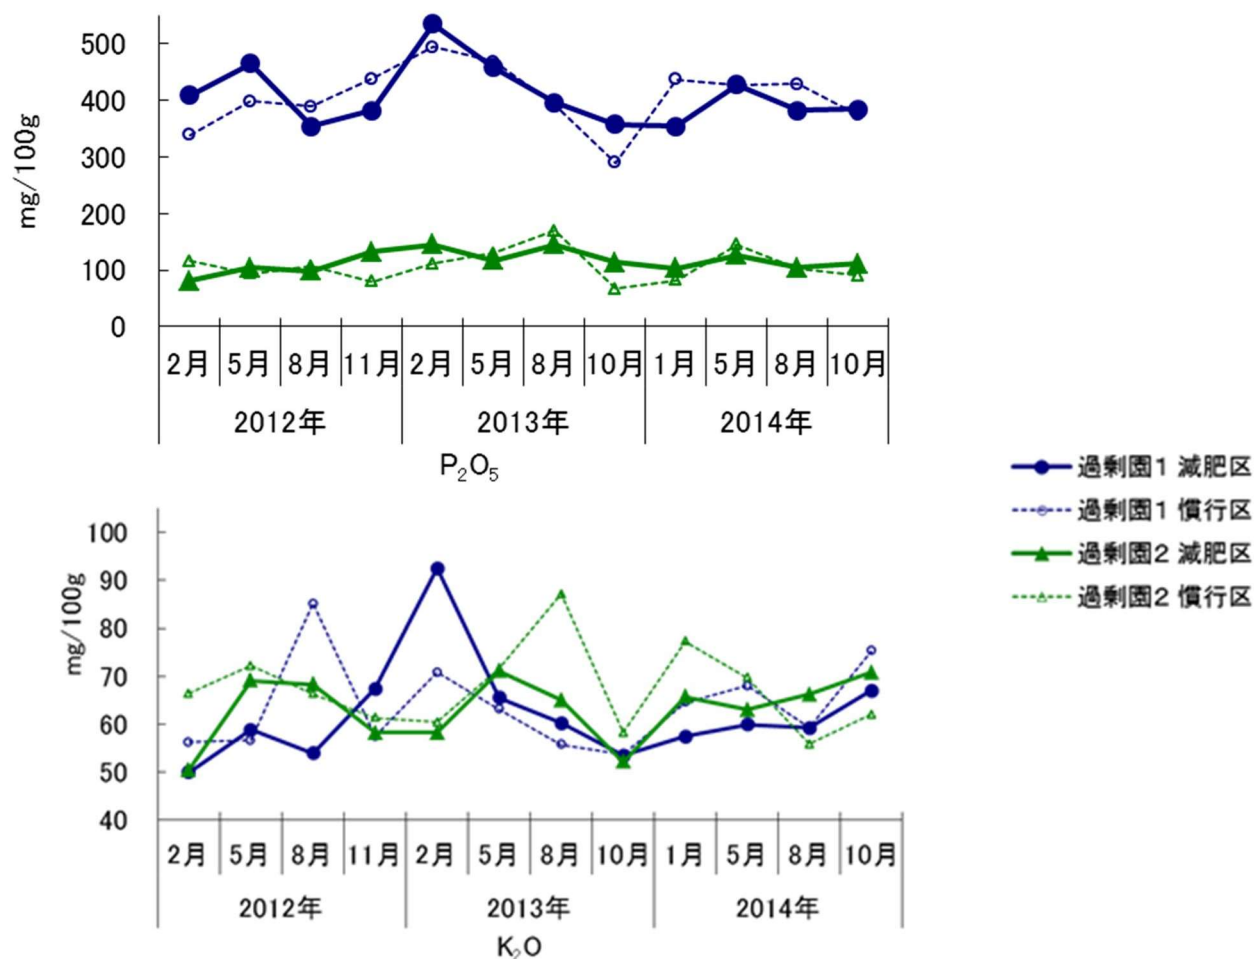 500
400
300
200
100
0
mg/100g
2月 5月 8月 11月 2月 5月 8月 10月 1月 5月 8月 10月
2012年 2013年 2014年
P₂O₅
過剰園1 減肥区
過剰園1 慣行区
過剰園2 減肥区
過剰園2 慣行区
100
90
80
70
60
50
40
mg/100g
2月 5月 8月 11月 2月 5月 8月 10月 1月 5月 8月 10月
2012年 2013年 2014年
K₂O